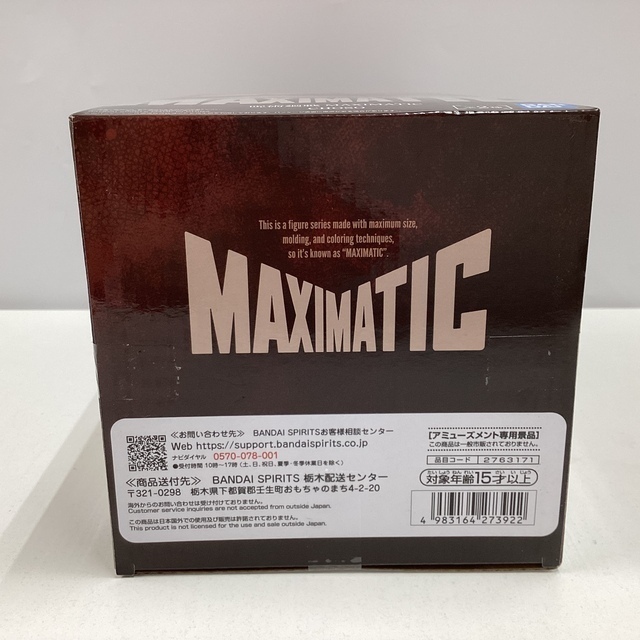 MAXIMATIC
This is a figure series made with maximum size,
molding, and coloring techniques,
so it's known as "MAXIMATIC".
MAXIMATIC
≪お問い合わせ先≫ BANDAI SPIRITSお客様相談センター
Web https://support.bandaispirits.co.jp
ナビダイヤル 0570-078-001
●受付時間 10時〜17時 (土、日、祝日、夏季・冬季休業日を除く)
≪商品送付先≫ BANDAI SPIRITS 栃木配送センター
〒321-0298 栃木県下都賀郡壬生町おもちゃのまち4-2-20
海外からのお問い合わせは受け付けておりません。
Customer service inquiries are not accepted from outside Japan.
この商品は日本国外での使用及び販売は許諾されておりません。
This product is not licensed for the use and sale outside Japan.
【アミューズメント専用景品】
この商品は一般市販されておりません。
品目コード 2763171
対象年齢15才以上
4 983164 273922